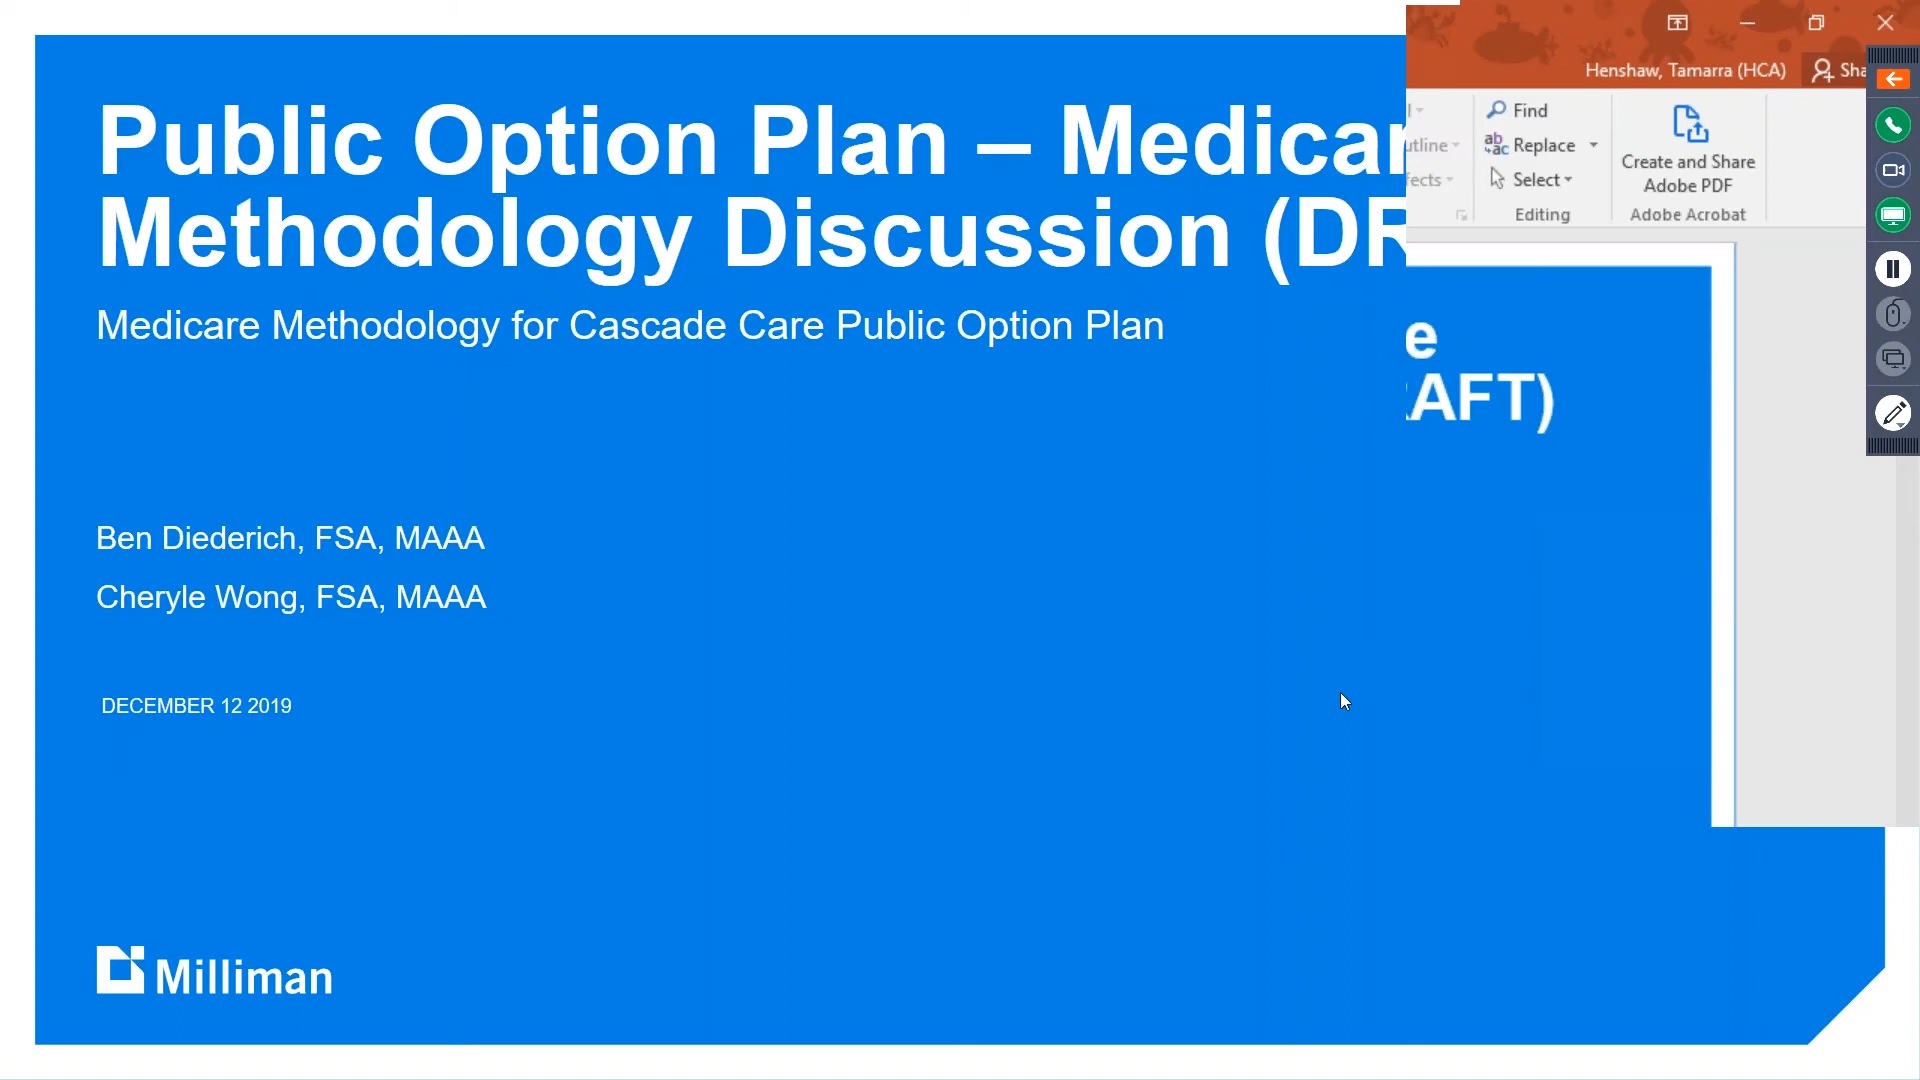 Public Option Plan – Medicar
Methodology Discussion (DR
Medicare Methodology for Cascade Care Public Option Plan
Ben Diederich, FSA, MAAA
Cheryle Wong, FSA, MAAA
DECEMBER 12 2019
Milliman
Henshaw, Tamarra (HCA)
Sha
Find
utline
Replace
fects
Select
Editing
Create and Share
Adobe PDF
Adobe Acrobat
e
AFT)